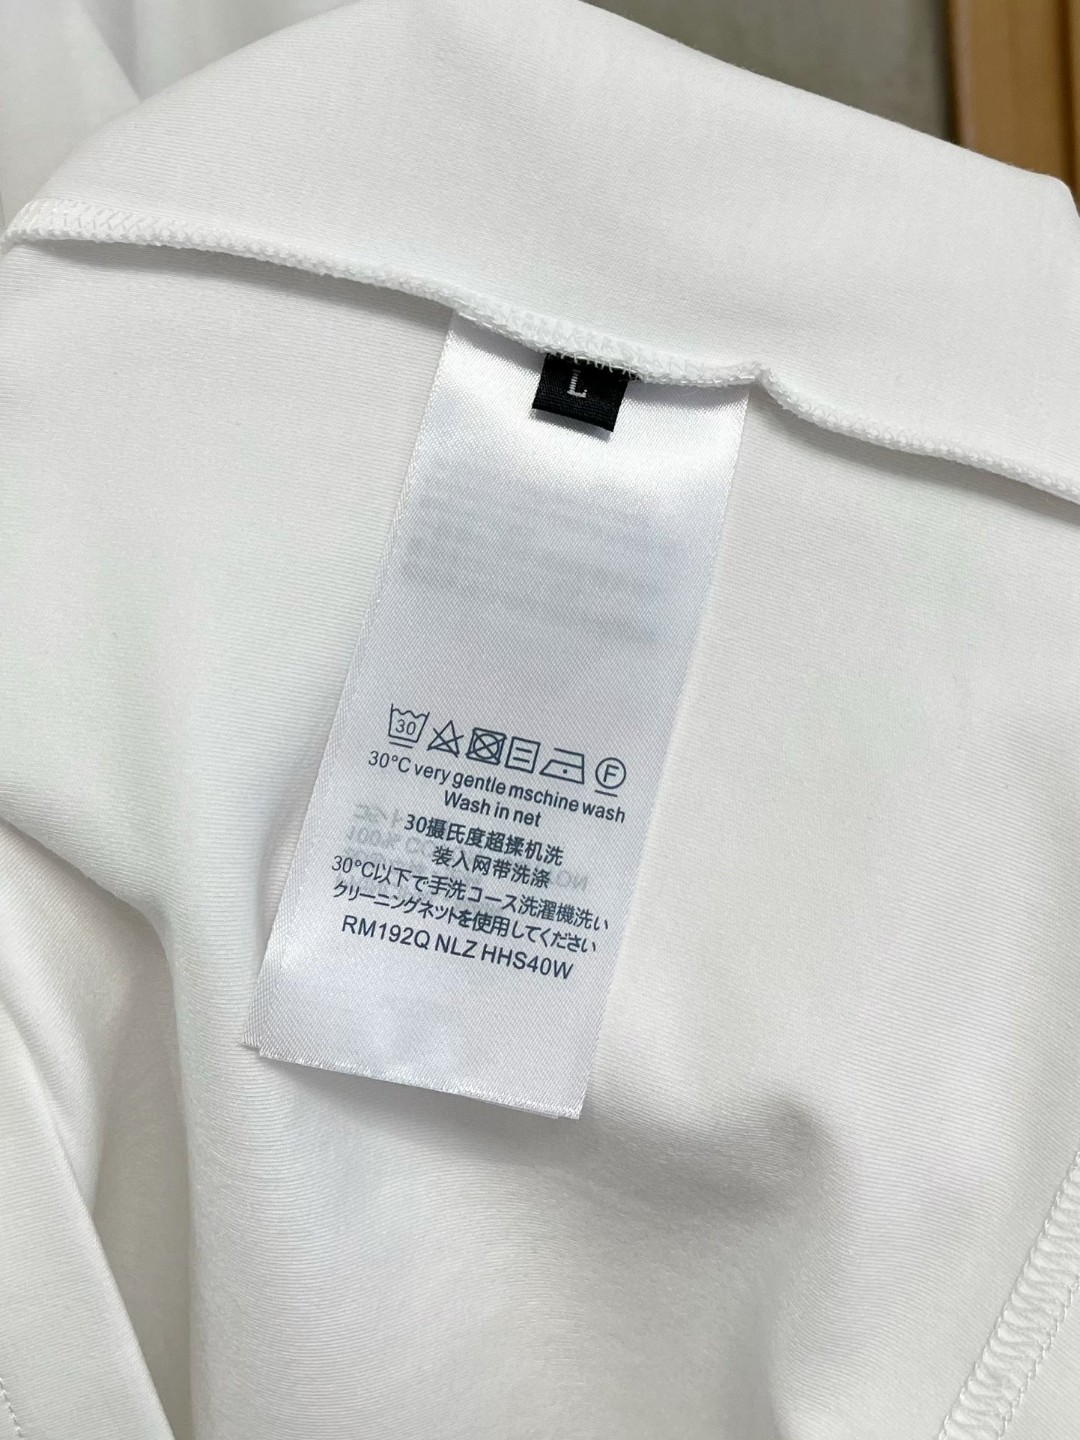 L
30
F
30°C very gentle mschine wash
Wash in net
30摄氏度超揉机洗
装入网带洗涤
30°C以下で手洗コース洗濯機洗い
クリーニングネットを使用してください
RM192Q NLZ HHS40W